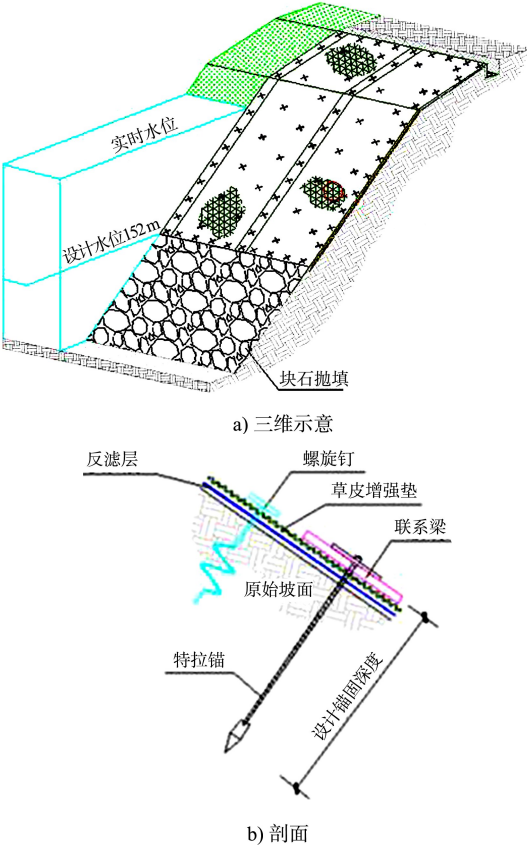 实时水位
设计水位152m
块石抛填
a) 三维示意
反滤层
螺旋钉
草皮增强垫
联系梁
原始坡面
特拉锚
设计锚固深度
b) 剖面